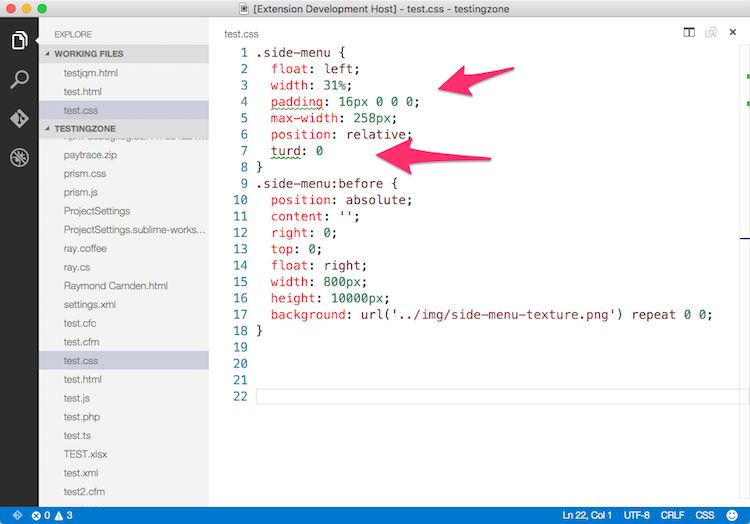 [Extension Development Host] - test.css - testingzone
EXPLORE
WORKING FILES
testjqm.html
test.html
test.css
TESTINGZONE
paytrace.zip
prism.css
prism.js
ProjectSettings
ProjectSettings.sublime-works...
ray.coffee
ray.cs
Raymond Camden.html
settings.xml
test.cfc
test.cfm
test.css
test.html
test.js
test.php
test.ts
TEST.xlsx
test.xml
test2.cfm
test.css
1 .side-menu {
2 float: left;
3 width: 31%;
4 padding: 16px 0 0 0;
5 max-width: 258px;
6 position: relative;
7 turd: 0
8 }
9 .side-menu:before {
10 position: absolute;
11 content: '';
12 right: 0;
13 top: 0;
14 float: right;
15 width: 800px;
16 height: 10000px;
17 background: url('../img/side-menu-texture.png') repeat 0 0;
18 }
19
20
21
22
0 3 Ln 22, Col 1 UTF-8 CRLF CSS